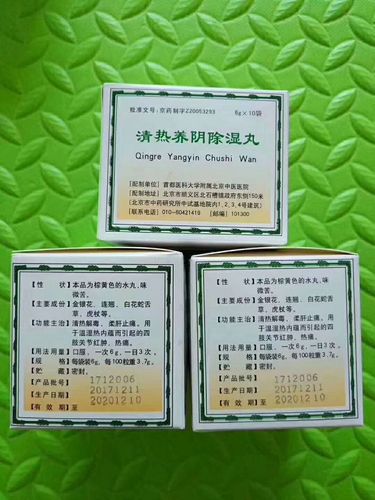 批准文号：京药制字Z20053293 6g×10袋
清热养阴除湿丸
Qingre Yangyin Chushi Wan
[配制单位] 首都医科大学附属北京中医医院
[配制地址] 北京市顺义区北石槽镇政府东侧150米
(北京市中药研究所中试基地院内1、2、3、4号建筑)
[联系电话] 010-60421419 [邮编] 101300
【性 状】本品为棕黄色的水丸，味
微苦。
【主要成份】金银花、连翘、白花蛇舌
草、虎杖等。
【功能主治】清热解毒，柔肝止痛。用
于温湿热内蕴而引起的四
肢关节红肿、热痛。
【用法用量】口服，一次6g，一日3次。
【规 格】每袋装6g，每100粒重3.7g。
【贮 藏】密封。
【产品批号】 1712006
【生产日期】 20171211
【有 效 期】至 20201210
【性 状】本品为棕黄色的水丸，味
微苦。
【主要成份】金银花、连翘、白花蛇舌
草、虎杖等。
【功能主治】清热解毒，柔肝止痛。用
于温湿热内蕴而引起的四
肢关节红肿、热痛。
【用法用量】口服，一次6g，一日3次。
【规 格】每袋装6g，每100粒重3.7g。
【贮 藏】密封。
【产品批号】 1712006
【生产日期】 20171211
【有 效 期】至 20201210